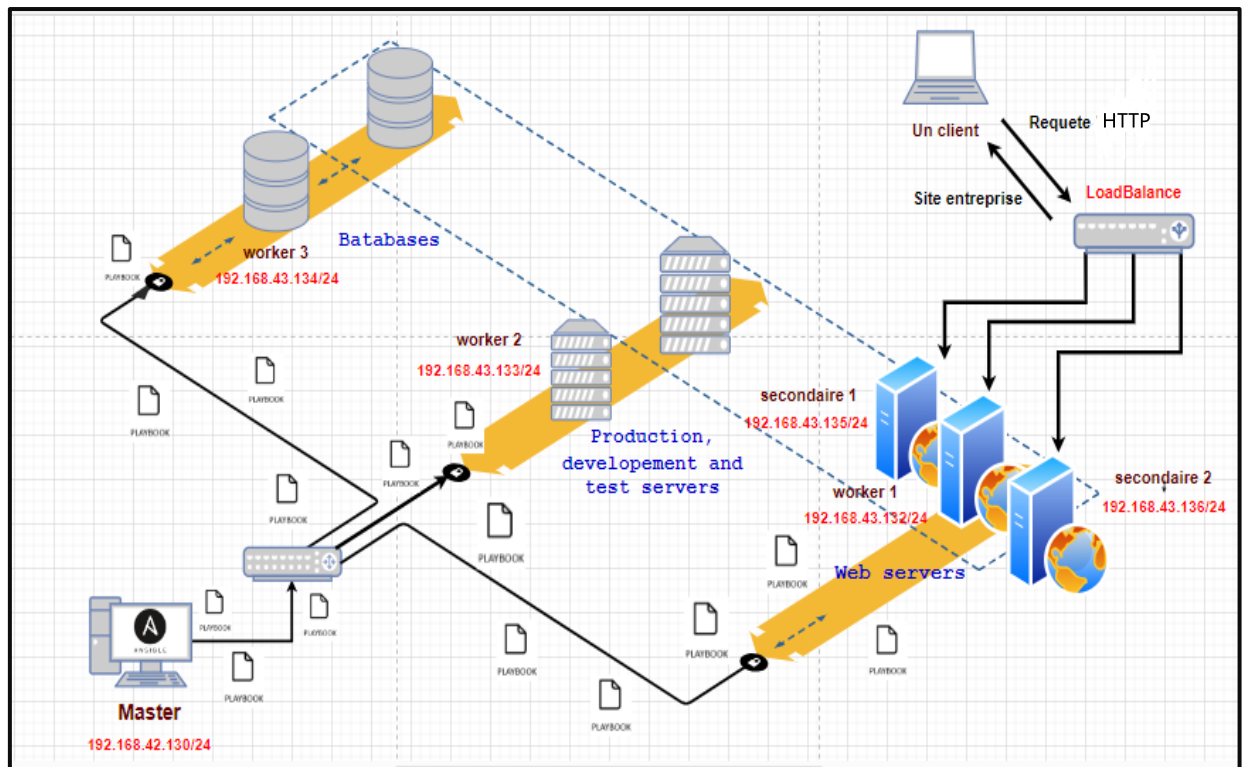 Un client
Requete HTTP
Site entreprise
LoadBalance
Batabases
worker 3
192.168.43.134/24
PLAYBOOK
worker 2
192.168.43.133/24
PLAYBOOK
PLAYBOOK
PLAYBOOK
PLAYBOOK
secondaire 1
192.168.43.135/24
Production,
developement and
test servers
worker 1
192.168.43.132/24
secondaire 2
192.168.43.136/24
PLAYBOOK
PLAYBOOK
Web servers
PLAYBOOK
PLAYBOOK
PLAYBOOK
PLAYBOOK
PLAYBOOK
PLAYBOOK
PLAYBOOK
PLAYBOOK
PLAYBOOK
A
ANSIBLE
Master
192.168.42.130/24